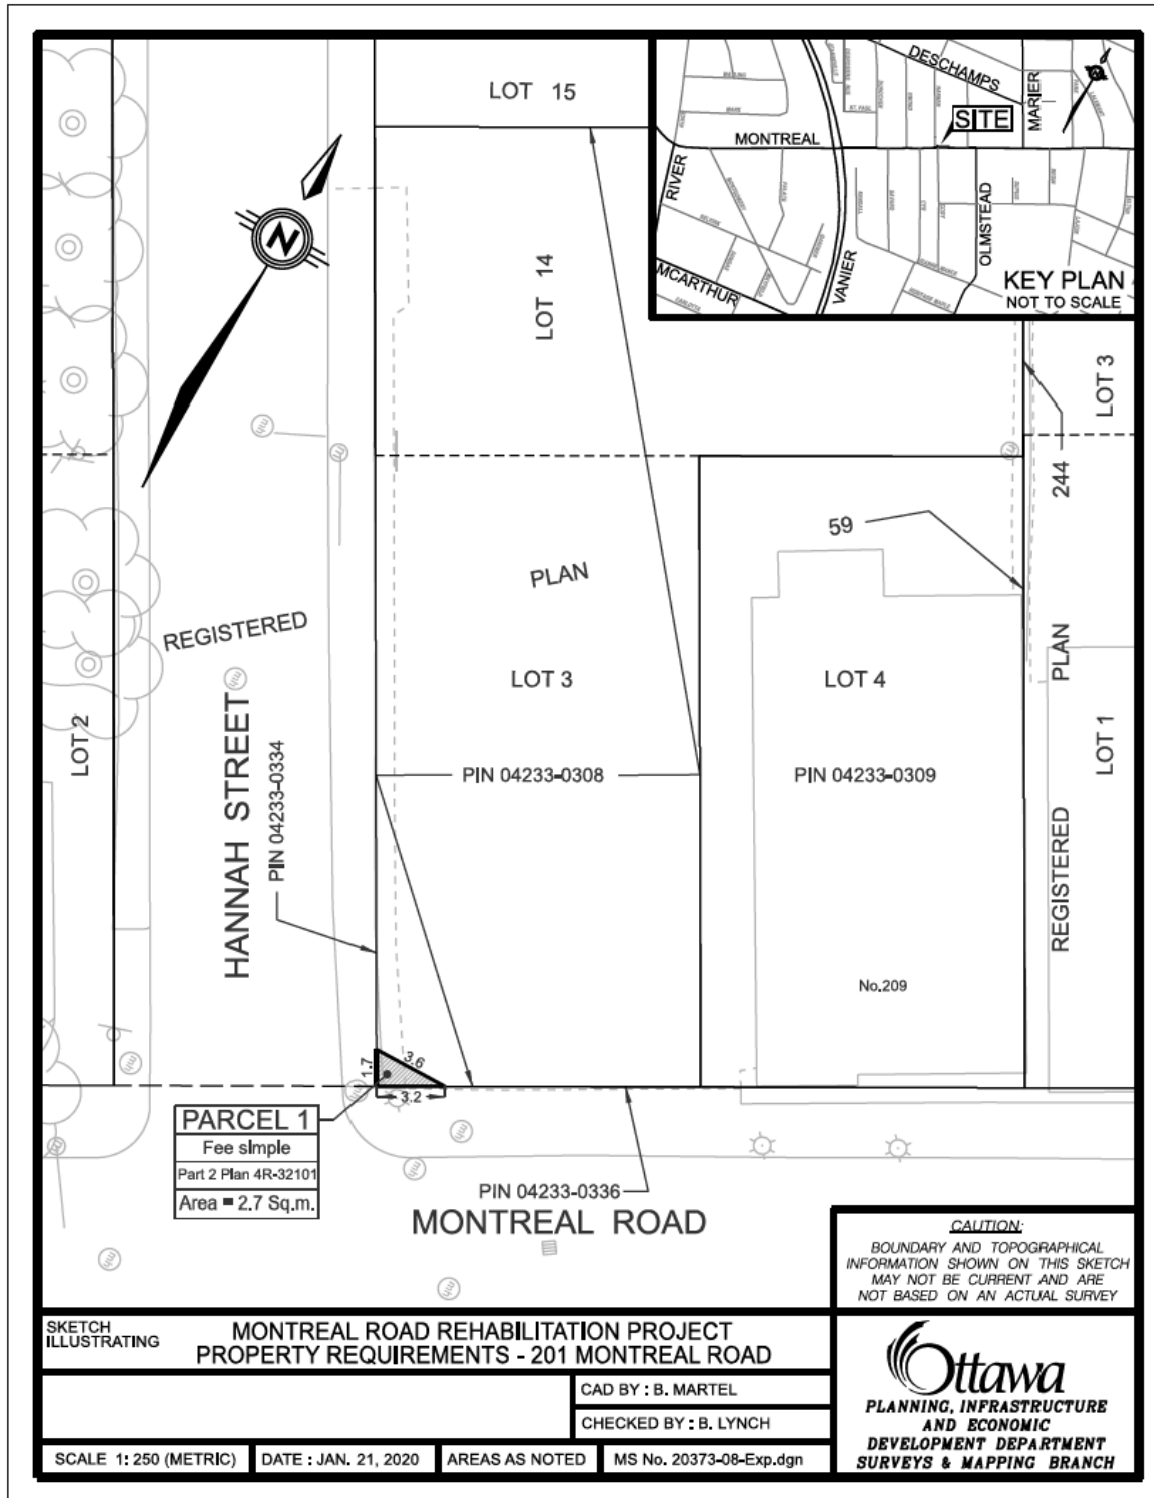 LOT 15
LOT 14
N
DESCHAMPS
MARIER
SITE
MONTREAL
RIVER
OLMSTEAD
VANIER
MCARTHUR
KEY PLAN
NOT TO SCALE
LOT 3
244
59
PLAN
REGISTERED
LOT 3
LOT 4
PLAN
LOT 2
HANNAH STREET
PIN 04233-0334
PIN 04233-0308
PIN 04233-0309
LOT 1
REGISTERED
No.209
1.7
3.6
3.2
PARCEL 1
Fee simple
Part 2 Plan 4R-32101
Area = 2.7 Sq.m.
PIN 04233-0336
MONTREAL ROAD
CAUTION:
BOUNDARY AND TOPOGRAPHICAL
INFORMATION SHOWN ON THIS SKETCH
MAY NOT BE CURRENT AND ARE
NOT BASED ON AN ACTUAL SURVEY
SKETCH
ILLUSTRATING
MONTREAL ROAD REHABILITATION PROJECT
PROPERTY REQUIREMENTS - 201 MONTREAL ROAD
CAD BY : B. MARTEL
CHECKED BY : B. LYNCH
SCALE 1: 250 (METRIC)
DATE : JAN. 21, 2020
AREAS AS NOTED
MS No. 20373-08-Exp.dgn
Ottawa
PLANNING, INFRASTRUCTURE
AND ECONOMIC
DEVELOPMENT DEPARTMENT
SURVEYS & MAPPING BRANCH